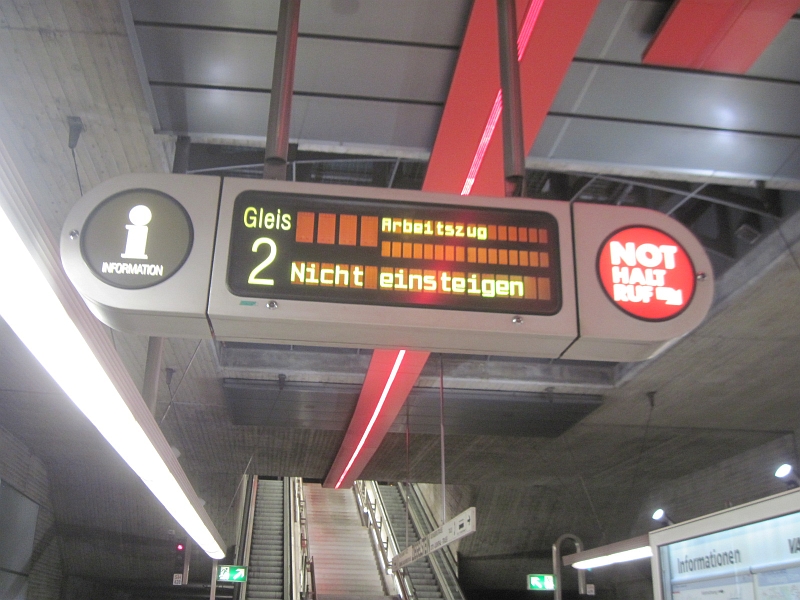 Gleis
2
Arbeitszug
Nicht einsteigen
INFORMATION
NOT
HALT
RUF
Informationen